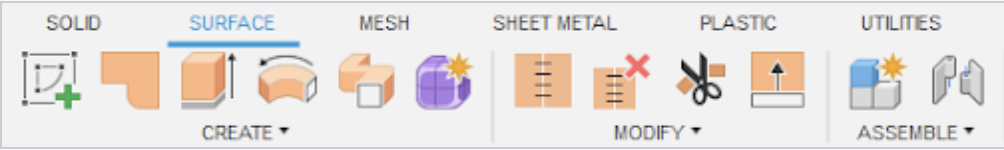 SOLID SURFACE MESH SHEET METAL PLASTIC UTILITIES
CREATE ▾ MODIFY ▾ ASSEMBLE ▾